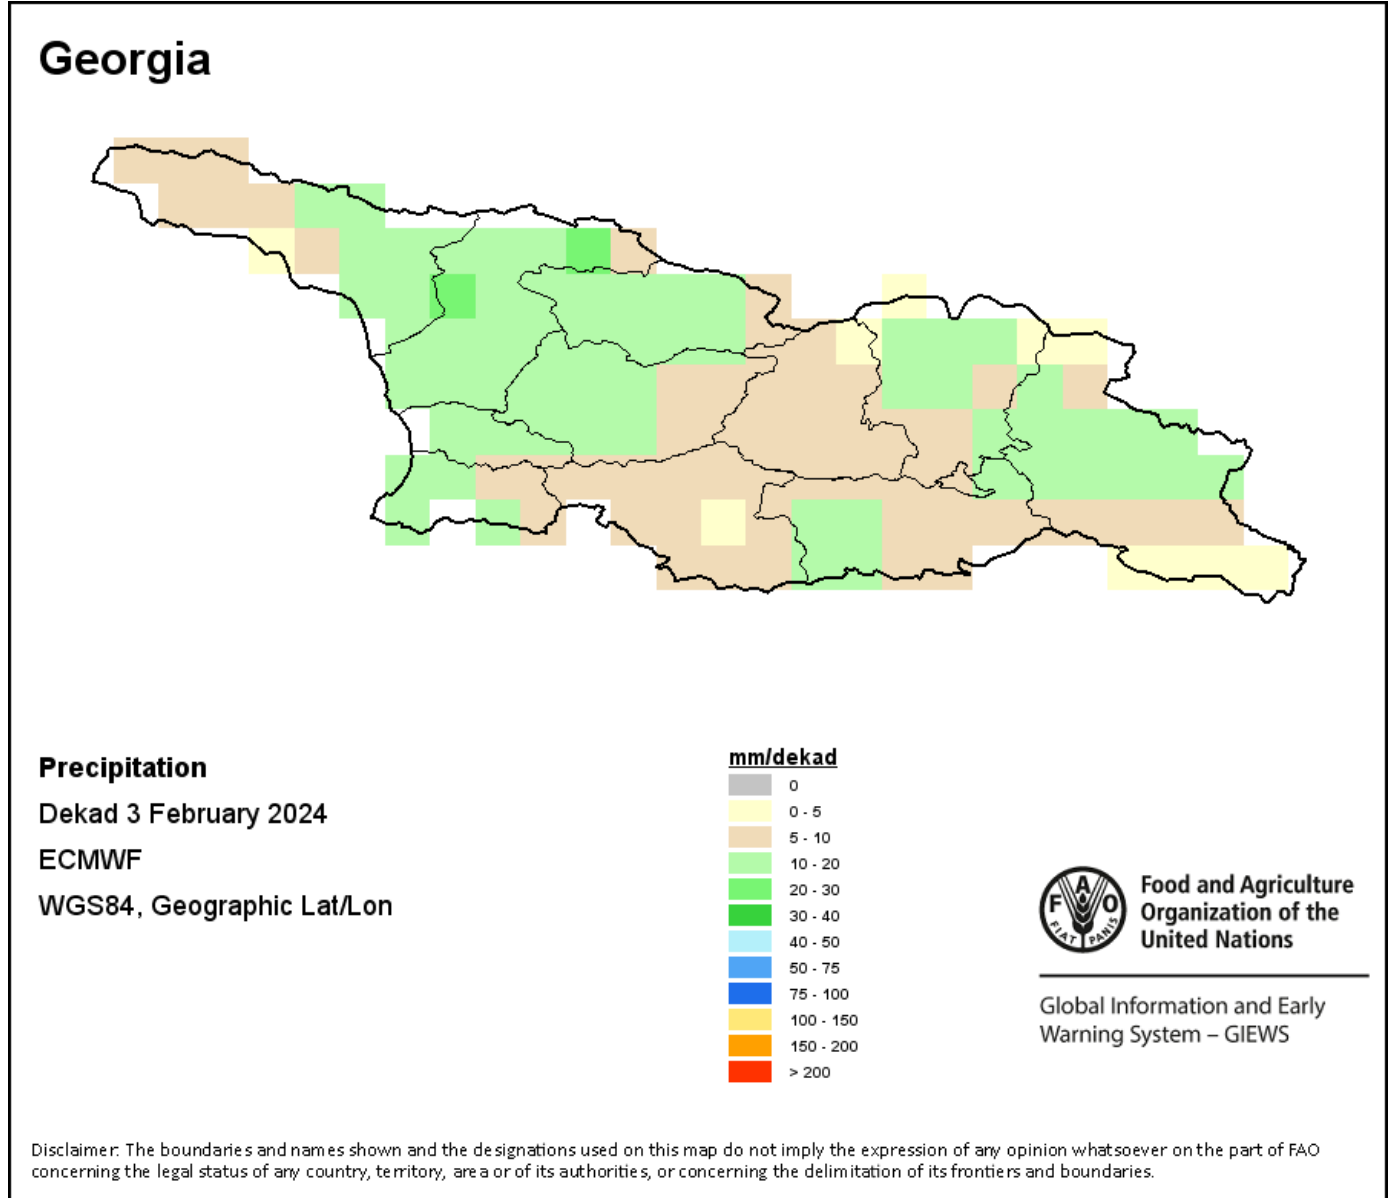 Georgia
Precipitation
Dekad 3 February 2024
ECMWF
WGS84, Geographic Lat/Lon
mm/dekad
0
0 - 5
5 - 10
10 - 20
20 - 30
30 - 40
40 - 50
50 - 75
75 - 100
100 - 150
150 - 200
> 200
F A O
FIAT PANIS
Food and Agriculture
Organization of the
United Nations
Global Information and Early
Warning System – GIEWS
Disclaimer: The boundaries and names shown and the designations used on this map do not imply the expression of any opinion whatsoever on the part of FAO
concerning the legal status of any country, territory, area or of its authorities, or concerning the delimitation of its frontiers and boundaries.